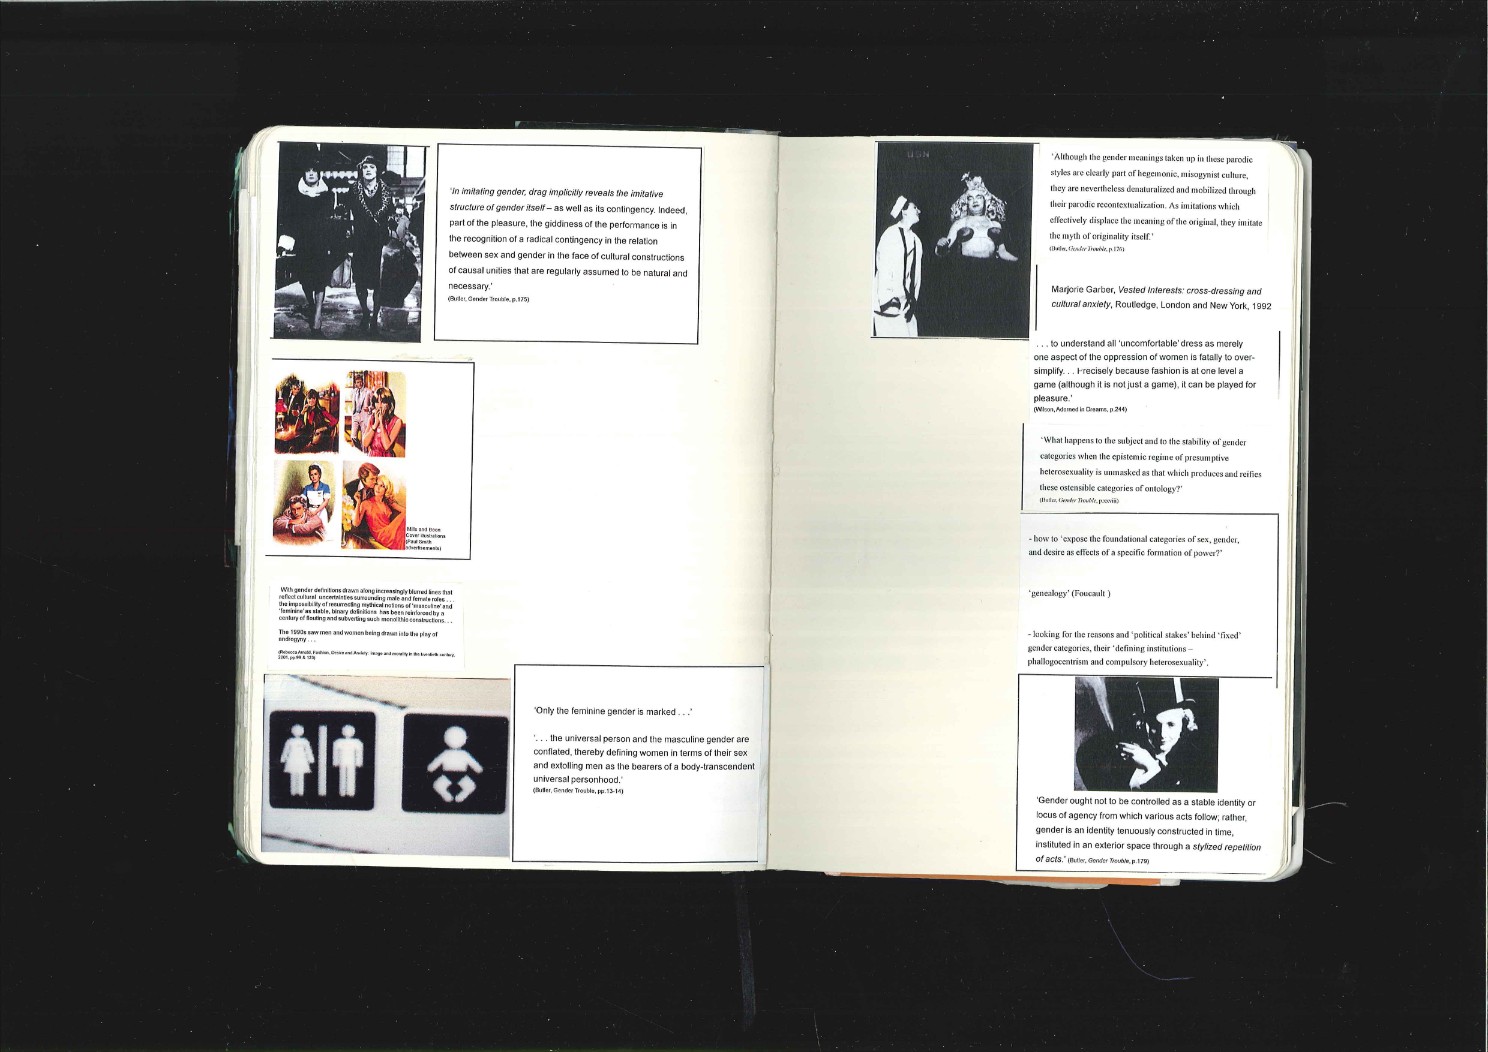 'In imitating gender, drag implicitly reveals the imitative
structure of gender itself – as well as its contingency. Indeed,
part of the pleasure, the giddiness of the performance is in
the recognition of a radical contingency in the relation
between sex and gender in the face of cultural constructions
of causal unities that are regularly assumed to be natural and
necessary.'
(Butler, Gender Trouble, p.175)
Mills and Boon
Cover illustrations
(Paul Smith
advertisements)
With gender definitions drawn along increasingly blurred lines that
reflect cultural uncertainties surrounding male and female roles . . .
the impossibility of resurrecting mythical notions of 'masculine' and
'feminine' as stable, binary definitions has been reinforced by a
century of flouting and subverting such monolithic constructions. . .
The 1990s saw men and women being drawn into the play of
androgyny . . .
(Rebecca Arnold, Fashion, Desire and Anxiety: image and morality in the twentieth century,
2001, pp.99 & 125)
'Only the feminine gender is marked . . .'
'. . . the universal person and the masculine gender are
conflated, thereby defining women in terms of their sex
and extolling men as the bearers of a body-transcendent
universal personhood.'
(Butler, Gender Trouble, pp.13-14)
'Although the gender meanings taken up in these parodic
styles are clearly part of hegemonic, misogynist culture,
they are nevertheless denaturalized and mobilized through
their parodic recontextualization. As imitations which
effectively displace the meaning of the original, they imitate
the myth of originality itself.'
(Butler, Gender Trouble, p.176)
Marjorie Garber, Vested Interests: cross-dressing and
cultural anxiety, Routledge, London and New York, 1992
. . . to understand all 'uncomfortable' dress as merely
one aspect of the oppression of women is fatally to over-
simplify. . . Precisely because fashion is at one level a
game (although it is not just a game), it can be played for
pleasure.'
(Wilson, Adorned in Dreams, p.244)
'What happens to the subject and to the stability of gender
categories when the epistemic regime of presumptive
heterosexuality is unmasked as that which produces and reifies
these ostensible categories of ontology?'
(Butler, Gender Trouble, p.xxviii)
- how to 'expose the foundational categories of sex, gender,
and desire as effects of a specific formation of power?'
'genealogy' (Foucault )
- looking for the reasons and 'political stakes' behind 'fixed'
gender categories, their 'defining institutions –
phallogocentrism and compulsory heterosexuality'.
'Gender ought not to be controlled as a stable identity or
locus of agency from which various acts follow; rather,
gender is an identity tenuously constructed in time,
instituted in an exterior space through a stylized repetition
of acts.' (Butler, Gender Trouble, p.179)